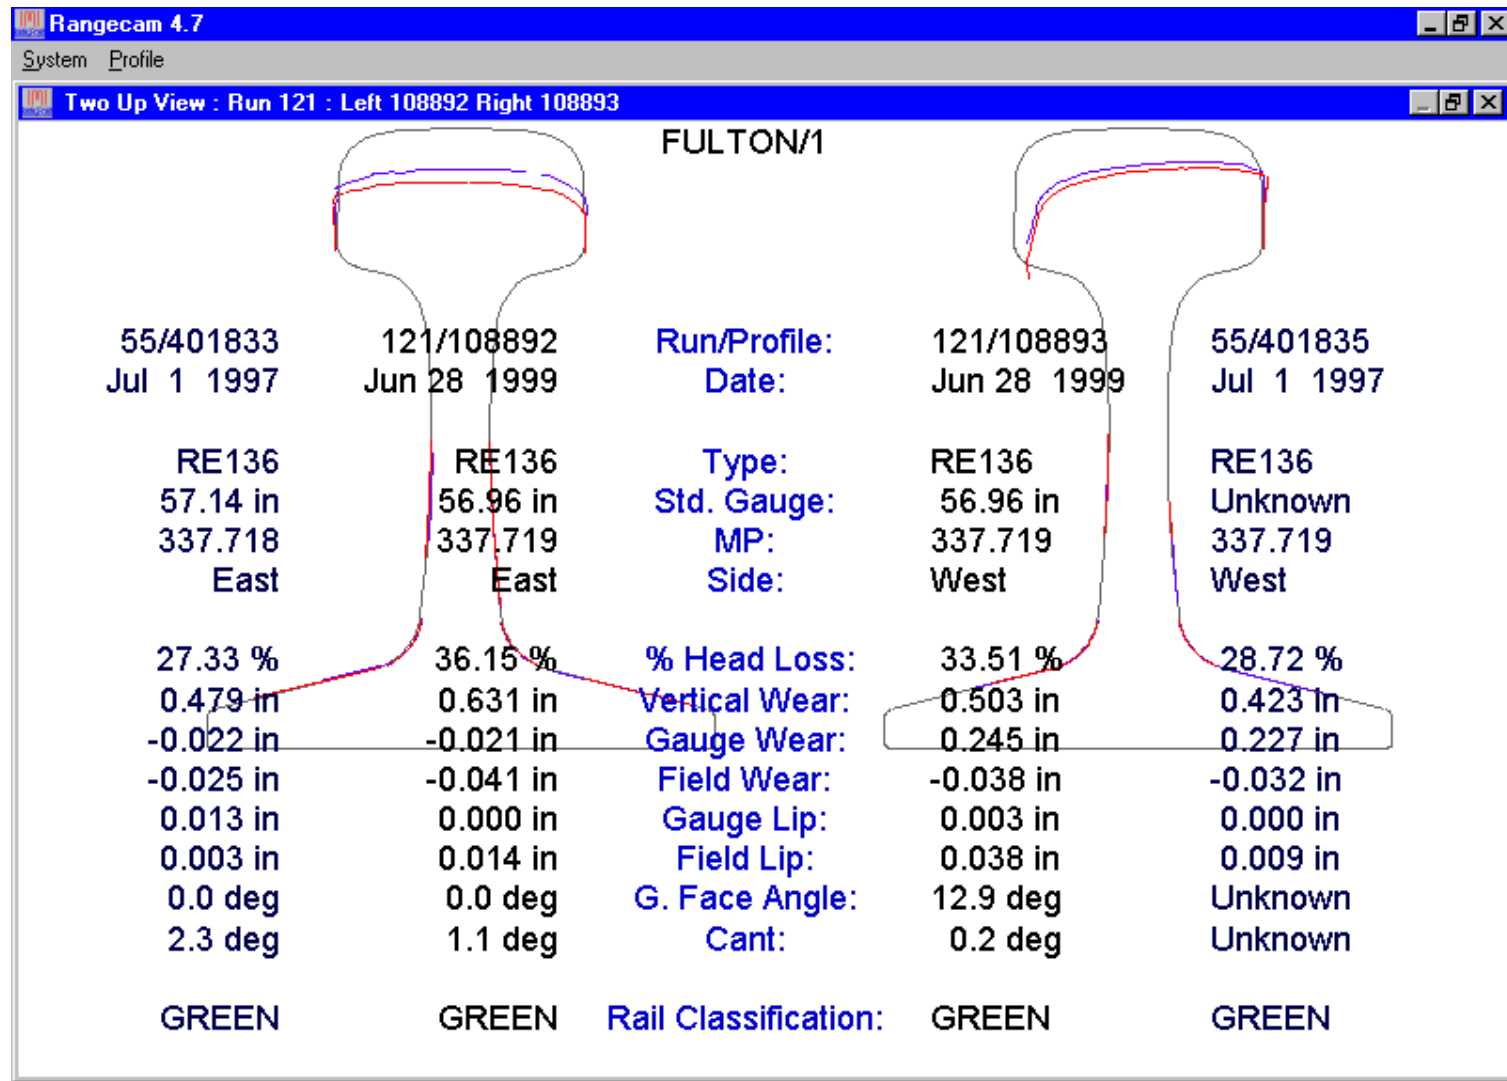 Rangecam 4.7
System Profile
Two Up View : Run 121 : Left 108892 Right 108893
FULTON/1
55/401833 121/108892 Run/Profile: 121/108893 55/401835
Jul 1 1997 Jun 28 1999 Date: Jun 28 1999 Jul 1 1997
RE136 RE136 Type: RE136 RE136
57.14 in 56.96 in Std. Gauge: 56.96 in Unknown
337.718 337.719 MP: 337.719 337.719
East East Side: West West
27.33 % 36.15 % % Head Loss: 33.51 % 28.72 %
0.479 in 0.631 in Vertical Wear: 0.503 in 0.423 in
-0.022 in -0.021 in Gauge Wear: 0.245 in 0.227 in
-0.025 in -0.041 in Field Wear: -0.038 in -0.032 in
0.013 in 0.000 in Gauge Lip: 0.003 in 0.000 in
0.003 in 0.014 in Field Lip: 0.038 in 0.009 in
0.0 deg 0.0 deg G. Face Angle: 12.9 deg Unknown
2.3 deg 1.1 deg Cant: 0.2 deg Unknown
GREEN GREEN Rail Classification: GREEN GREEN